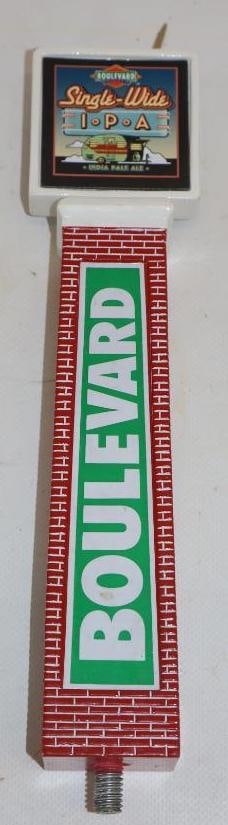 BOULEVARD
Single-Wide
I·P·A
• INDIA PALE ALE •
BOULEVARD